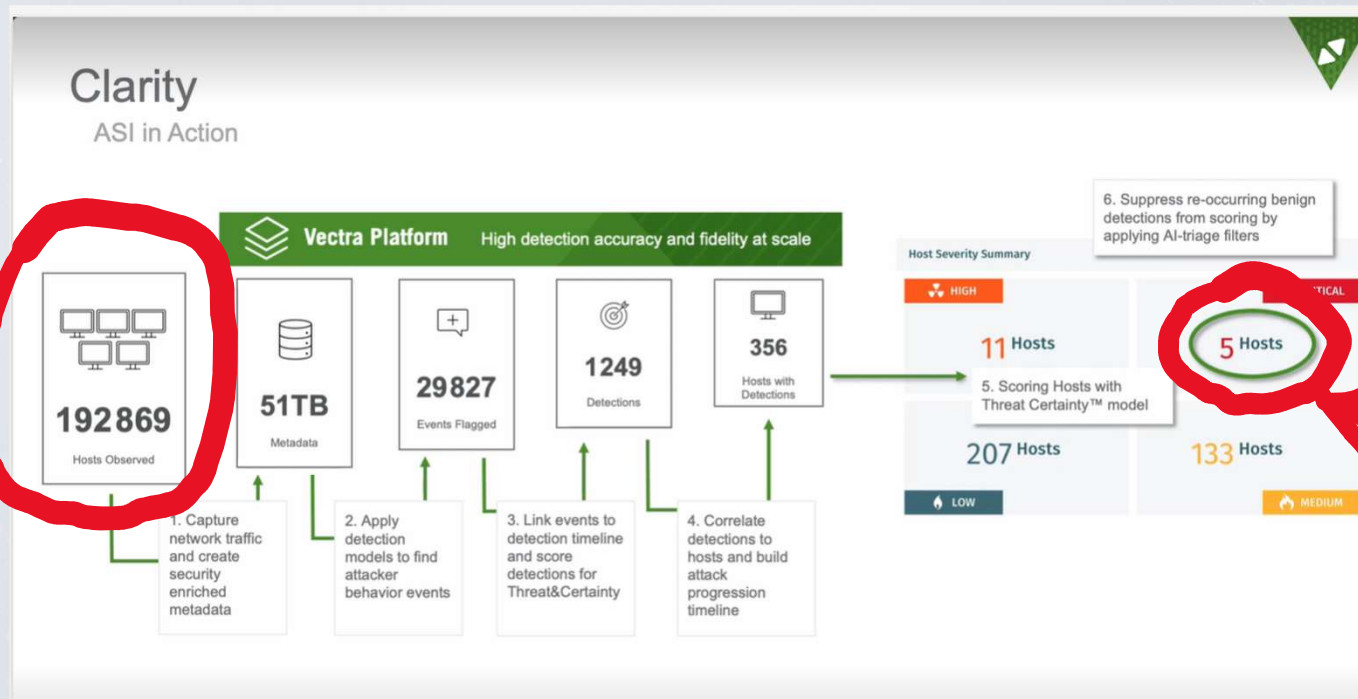 Clarity
ASI in Action
Vectra Platform High detection accuracy and fidelity at scale
192 869
Hosts Observed
51TB
Metadata
29 827
Events Flagged
1249
Detections
356
Hosts with
Detections
1. Capture
network traffic
and create
security
enriched
metadata
2. Apply
detection
models to find
attacker
behavior events
3. Link events to
detection timeline
and score
detections for
Threat&Certainty
4. Correlate
detections to
hosts and build
attack
progression
timeline
6. Suppress re-occurring benign
detections from scoring by
applying AI-triage filters
Host Severity Summary
HIGH
11 Hosts
5 Hosts
5. Scoring Hosts with
Threat Certainty™ model
207 Hosts
133 Hosts
LOW
MEDIUM